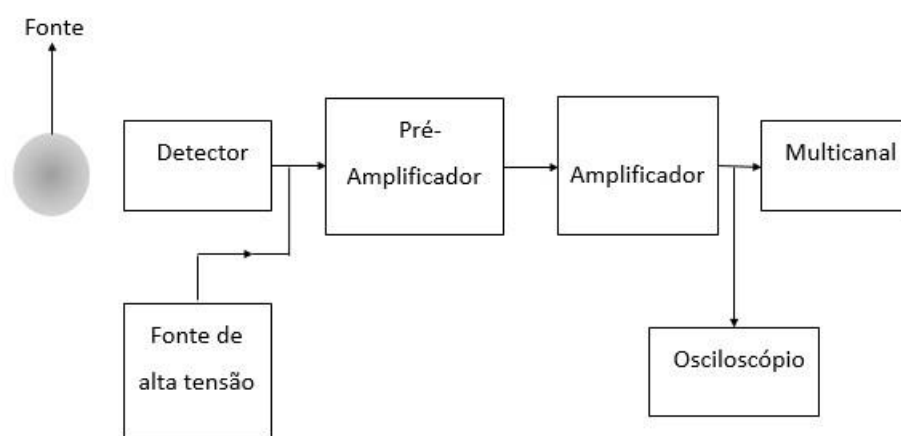 Fonte
Detector
Pré-
Amplificador
Amplificador
Multicanal
Fonte de
alta tensão
Osciloscópio